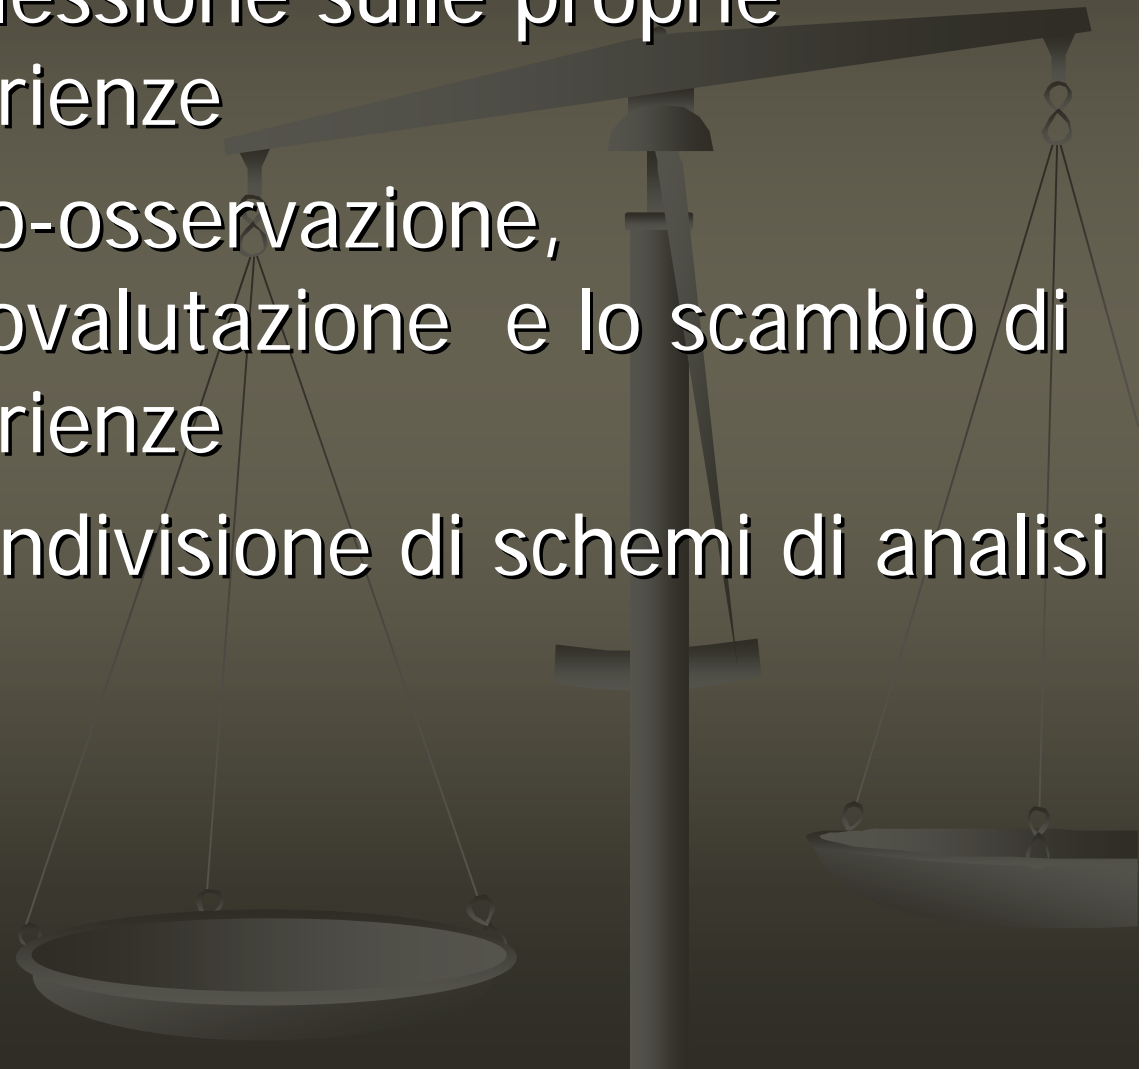 lessione sulle proprie
rienze
o-osservazione,
ovalutazione e lo scambio di
rienze
ndivisione di schemi di analisi